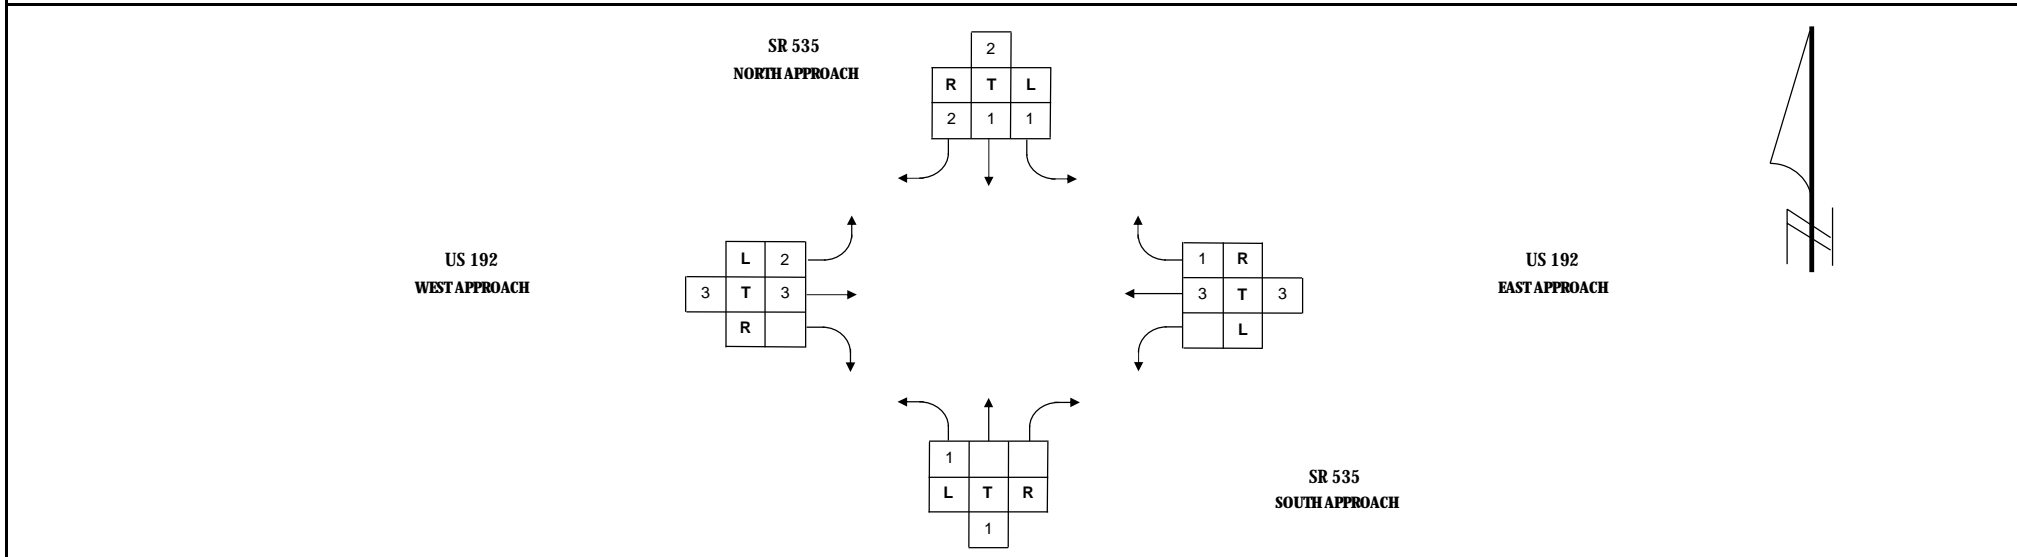 SR 535
NORTH APPROACH
2
R T L
2 1 1
US 192
WEST APPROACH
L 2
3 T 3
R
1 R
3 T 3
L
US 192
EAST APPROACH
N
1
L T R
1
SR 535
SOUTH APPROACH